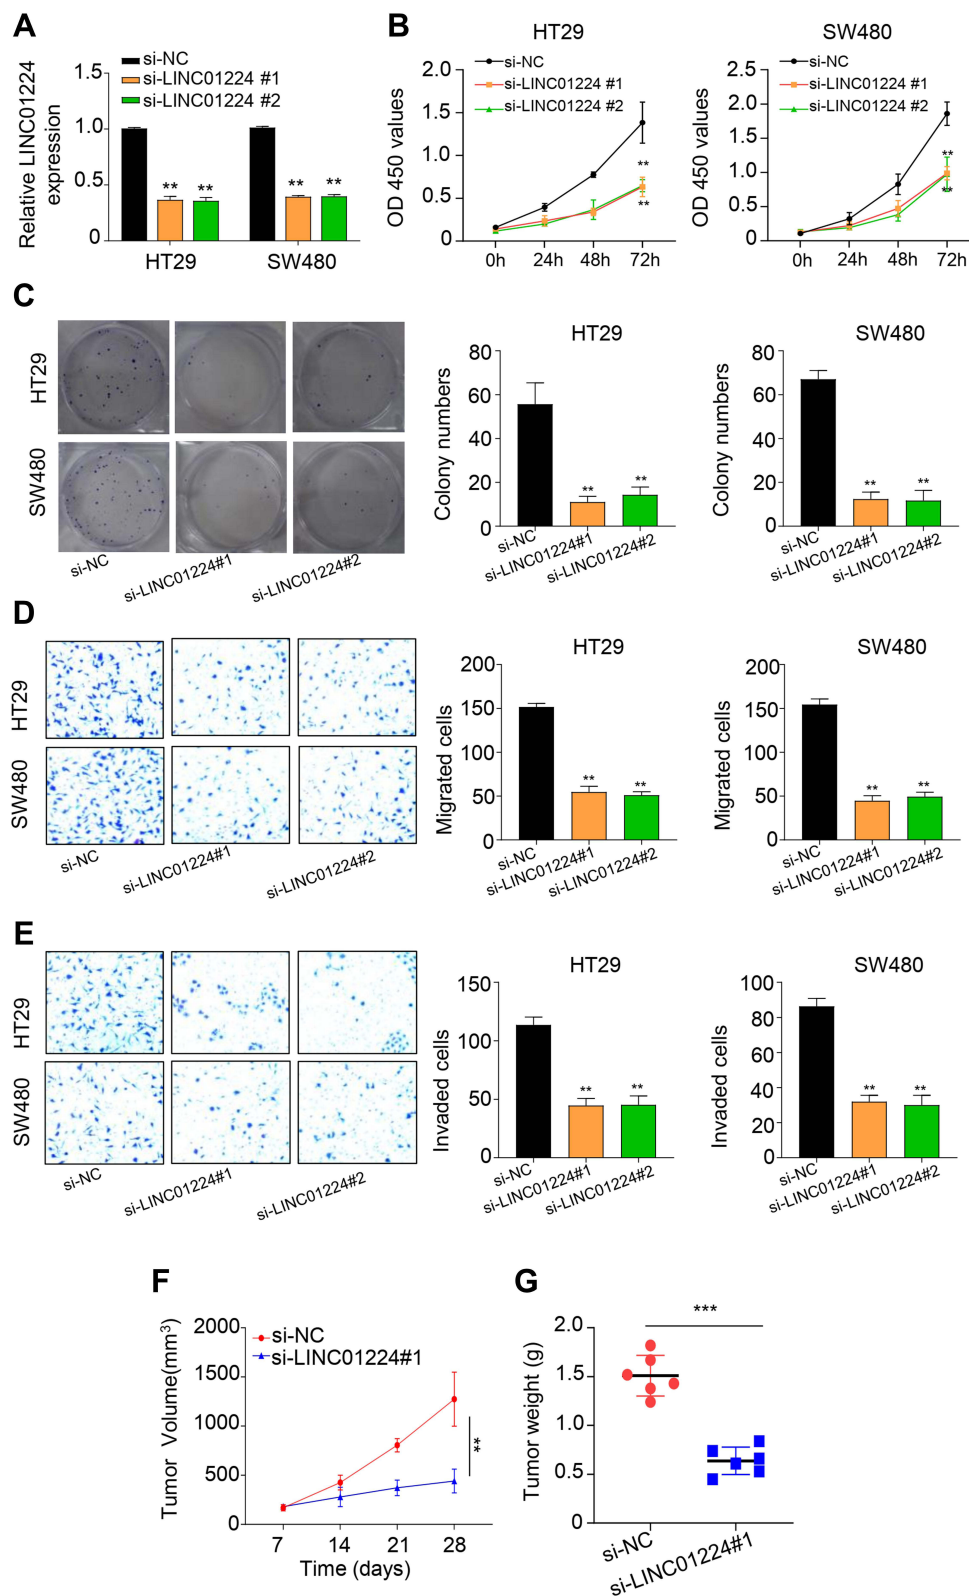 A
Relative LINC01224
expression
si-NC
si-LINC01224 #1
si-LINC01224 #2
1.5
1.0
0.5
0
**
**
**
**
HT29
SW480
B
HT29
si-NC
si-LINC01224 #1
si-LINC01224 #2
OD 450 values
2.0
1.5
1.0
0.5
0
**
**
0h
24h
48h
72h
SW480
si-NC
si-LINC01224 #1
si-LINC01224 #2
OD 450 values
2.5
2.0
1.5
1.0
0.5
0
**
**
0h
24h
48h
72h
C
HT29
SW480
si-NC
si-LINC01224#1
si-LINC01224#2
HT29
Colony numbers
80
60
40
20
0
**
**
si-NC
si-LINC01224#1
si-LINC01224#2
SW480
Colony numbers
80
60
40
20
0
**
**
si-NC
si-LINC01224#1
si-LINC01224#2
D
HT29
SW480
si-NC
si-LINC01224#1
si-LINC01224#2
HT29
Migrated cells
200
150
100
50
0
**
**
si-NC
si-LINC01224#1
si-LINC01224#2
SW480
Migrated cells
200
150
100
50
0
**
**
si-NC
si-LINC01224#1
si-LINC01224#2
E
HT29
SW480
si-NC
si-LINC01224#1
si-LINC01224#2
HT29
Invaded cells
150
100
50
0
**
**
si-NC
si-LINC01224#1
si-LINC01224#2
SW480
Invaded cells
100
80
60
40
20
0
**
**
si-NC
si-LINC01224#1
si-LINC01224#2
F
Tumor Volume(mm³)
2000
1500
1000
500
0
si-NC
si-LINC01224#1
**
7
14
21
28
Time (days)
G
Tumor weight (g)
2.0
1.5
1.0
0.5
0.0
***
si-NC
si-LINC01224#1